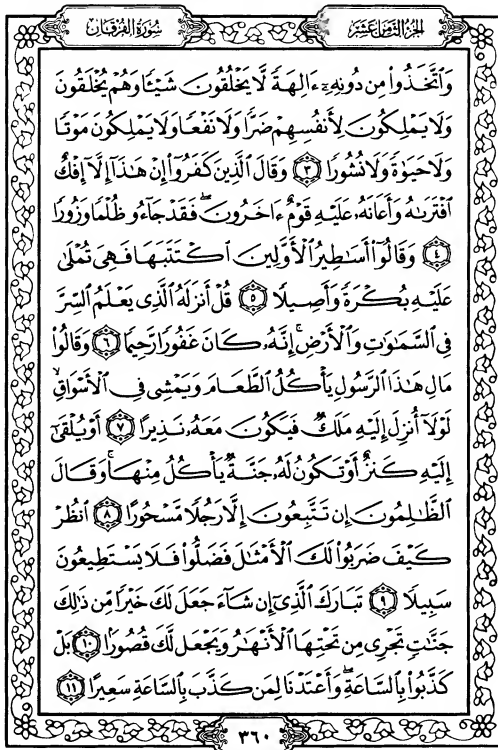 الجزء الثامن عشر
سورة الفرقان
وَٱتَّخَذُوا۟ مِن دُونِهِۦٓ ءَالِهَةً لَّا يَخْلُقُونَ شَيْـًٔا وَهُمْ يُخْلَقُونَ
وَلَا يَمْلِكُونَ لِأَنفُسِهِمْ ضَرًّا وَلَا نَفْعًا وَلَا يَمْلِكُونَ مَوْتًا
وَلَا حَيَوٰةً وَلَا نُشُورًا ٣ وَقَالَ ٱلَّذِينَ كَفَرُوٓا۟ إِنْ هَٰذَآ إِلَّآ إِفْكٌ
ٱفْتَرَىٰهُ وَأَعَانَهُۥ عَلَيْهِ قَوْمٌ ءَاخَرُونَ ۖ فَقَدْ جَآءُو ظُلْمًا وَزُورًا
٤ وَقَالُوٓا۟ أَسَٰطِيرُ ٱلْأَوَّلِينَ ٱكْتَتَبَهَا فَهِىَ تُمْلَىٰ
عَلَيْهِ بُكْرَةً وَأَصِيلًا ٥ قُلْ أَنزَلَهُ ٱلَّذِى يَعْلَمُ ٱلسِّرَّ
فِى ٱلسَّمَٰوَٰتِ وَٱلْأَرْضِ ۚ إِنَّهُۥ كَانَ غَفُورًا رَّحِيمًا ٦ وَقَالُوا۟
مَالِ هَٰذَا ٱلرَّسُولِ يَأْكُلُ ٱلطَّعَامَ وَيَمْشِى فِى ٱلْأَسْوَاقِ ۙ
لَوْلَآ أُنزِلَ إِلَيْهِ مَلَكٌ فَيَكُونَ مَعَهُۥ نَذِيرًا ٧ أَوْ يُلْقَىٰٓ
إِلَيْهِ كَنزٌ أَوْ تَكُونُ لَهُۥ جَنَّةٌ يَأْكُلُ مِنْهَا ۚ وَقَالَ
ٱلظَّٰلِمُونَ إِن تَتَّبِعُونَ إِلَّا رَجُلًا مَّسْحُورًا ٨ ٱنظُرْ
كَيْفَ ضَرَبُوا۟ لَكَ ٱلْأَمْثَٰلَ فَضَلُّوا۟ فَلَا يَسْتَطِيعُونَ
سَبِيلًا ٩ تَبَارَكَ ٱلَّذِىٓ إِن شَآءَ جَعَلَ لَكَ خَيْرًا مِّن ذَٰلِكَ
جَنَّٰتٍ تَجْرِى مِن تَحْتِهَا ٱلْأَنْهَٰرُ وَيَجْعَل لَّكَ قُصُورًۢا ١٠ بَلْ
كَذَّبُوا۟ بِٱلسَّاعَةِ ۖ وَأَعْتَدْنَا لِمَن كَذَّبَ بِٱلسَّاعَةِ سَعِيرًا ١١
٣٦٠